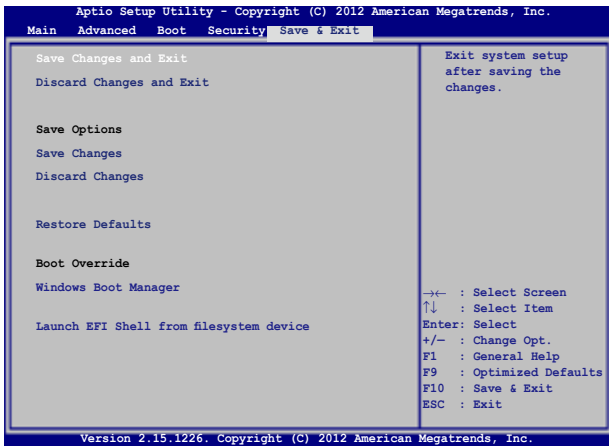 Aptio Setup Utility - Copyright (C) 2012 American Megatrends, Inc.
Main Advanced Boot Security Save & Exit
Save Changes and Exit
Discard Changes and Exit
Save Options
Save Changes
Discard Changes
Restore Defaults
Boot Override
Windows Boot Manager
Launch EFI Shell from filesystem device
Exit system setup
after saving the
changes.
→← : Select Screen
↑↓ : Select Item
Enter: Select
+/— : Change Opt.
F1 : General Help
F9 : Optimized Defaults
F10 : Save & Exit
ESC : Exit
Version 2.15.1226. Copyright (C) 2012 American Megatrends, Inc.